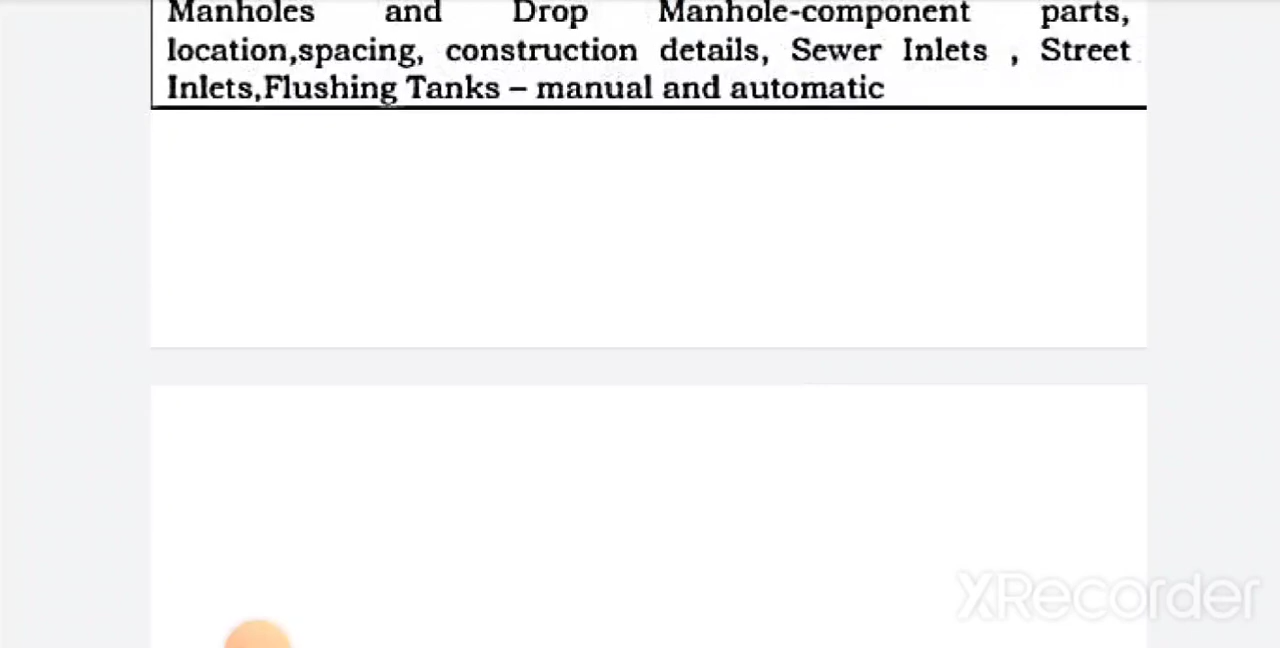 Manholes and Drop Manhole-component parts,
location,spacing, construction details, Sewer Inlets , Street
Inlets,Flushing Tanks – manual and automatic
XRecorder